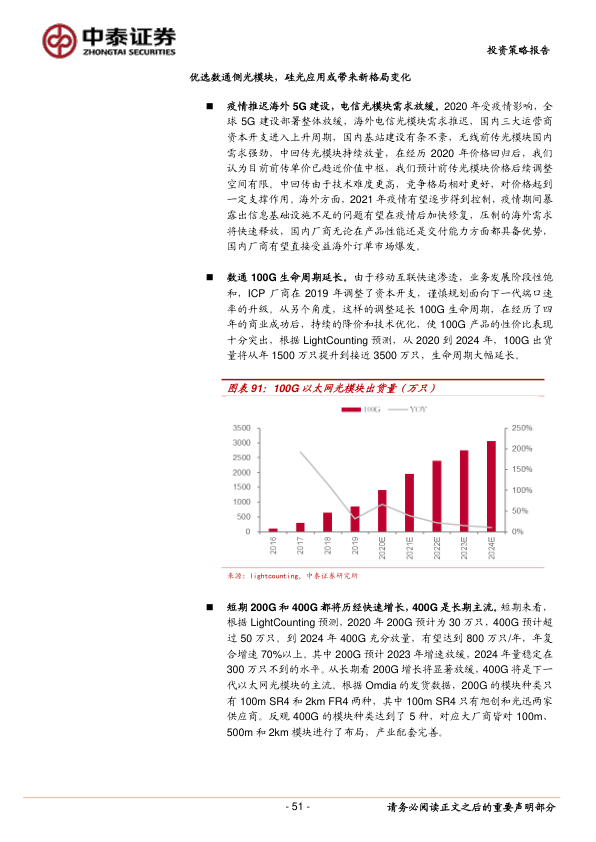 中泰证券
ZHONGTAI SECURITIES
投资策略报告
优选数通侧光模块，硅光应用或带来新格局变化
■ 疫情推迟海外 5G 建设，电信光模块需求放缓。2020 年受疫情影响，全
球 5G 建设部署整体放缓，海外电信光模块需求推迟，国内三大运营商
资本开支进入上升周期，国内基站建设有条不紊，无线前传光模块国内
需求强劲，中回传光模块持续放量，在经历 2020 年价格回归后，我们
认为目前前传单价已趋近价值中枢，我们预计前传光模块价格后续调整
空间有限。中回传由于技术难度更高，竞争格局相对更好，对价格起到
一定支撑作用。海外方面，2021 年疫情有望逐步得到控制，疫情期间暴
露出信息基础设施不足的问题有望在疫情后加快修复，压制的海外需求
将快速释放，国内厂商无论在产品性能还是交付能力方面都具备优势，
国内厂商有望直接受益海外订单市场爆发。
■ 数通 100G 生命周期延长。由于移动互联快速渗透，业务发展阶段性饱
和，ICP 厂商在 2019 年调整了资本开支，谨慎规划面向下一代端口速
率的升级。从另个角度，这样的调整延长 100G 生命周期，在经历了四
年的商业成功后，持续的降价和技术优化，使 100G 产品的性价比表现
十分突出，根据 LightCounting 预测，从 2020 到 2024 年，100G 出货
量将从年 1500 万只提升到接近 3500 万只，生命周期大幅延长。
图表 91：100G 以太网光模块出货量（万只）
100G YOY
3500 250%
3000 200%
2500
2000 150%
1500 100%
1000 50%
500
0 0%
2016 2017 2018 2019 2020E 2021E 2022E 2023E 2024E
来源：lightcounting，中泰证券研究所
■ 短期 200G 和 400G 都将历经快速增长，400G 是长期主流。短期来看，
根据 LightCounting 预测，2020 年 200G 预计为 30 万只，400G 预计超
过 50 万只。到 2024 年 400G 充分放量，有望达到 800 万只/年，年复
合增速 70%以上。其中 200G 预计 2023 年增速放缓，2024 年量稳定在
300 万只不到的水平。从长期看 200G 增长将显著放缓，400G 将是下一
代以太网光模块的主流。根据 Omdia 的发货数据，200G 的模块种类只
有 100m SR4 和 2km FR4 两种，其中 100m SR4 只有旭创和光迅两家
供应商。反观 400G 的模块种类达到了 5 种，对应大厂商皆对 100m、
500m 和 2km 模块进行了布局，产业配套完善。
- 51 -
请务必阅读正文之后的重要声明部分